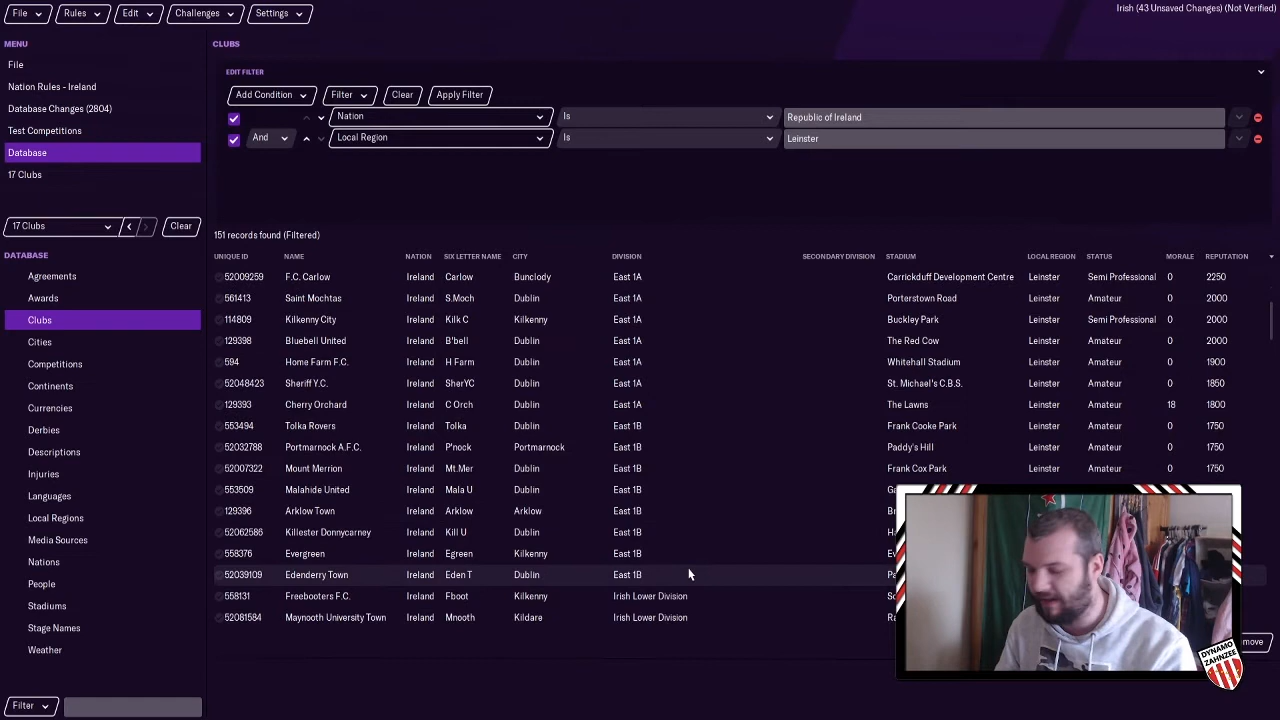 File Rules Edit Challenges Settings Irish (43 Unsaved Changes) (Not Verified)
MENU
File
Nation Rules - Ireland
Database Changes (2804)
Test Competitions
Database
17 Clubs
17 Clubs Clear
DATABASE
Agreements
Awards
Clubs
Cities
Competitions
Continents
Currencies
Derbies
Descriptions
Injuries
Languages
Local Regions
Media Sources
Nations
People
Stadiums
Stage Names
Weather
Filter
CLUBS
EDIT FILTER
Add Condition Filter Clear Apply Filter
Nation Is Republic of Ireland
And Local Region Is Leinster
151 records found (Filtered)
UNIQUE ID NAME NATION SIX LETTER NAME CITY DIVISION SECONDARY DIVISION STADIUM LOCAL REGION STATUS MORALE REPUTATION
52009259 F.C. Carlow Ireland Carlow Bunclody East 1A Carrickduff Development Centre Leinster Semi Professional 0 2250
561413 Saint Mochtas Ireland S.Moch Dublin East 1A Porterstown Road Leinster Amateur 0 2000
114809 Kilkenny City Ireland Kilk C Kilkenny East 1A Buckley Park Leinster Semi Professional 0 2000
129398 Bluebell United Ireland B'bell Dublin East 1A The Red Cow Leinster Amateur 0 2000
594 Home Farm F.C. Ireland H Farm Dublin East 1A Whitehall Stadium Leinster Amateur 0 1900
52048423 Sheriff Y.C. Ireland SherYC Dublin East 1A St. Michael's C.B.S. Leinster Amateur 0 1850
129393 Cherry Orchard Ireland C Orch Dublin East 1A The Lawns Leinster Amateur 18 1800
553494 Tolka Rovers Ireland Tolka Dublin East 1B Frank Cooke Park Leinster Amateur 0 1750
52032788 Portmarnock A.F.C. Ireland P'nock Portmarnock East 1B Paddy's Hill Leinster Amateur 0 1750
52007322 Mount Merrion Ireland Mt.Mer Dublin East 1B Frank Cox Park Leinster Amateur 0 1750
553509 Malahide United Ireland Mala U Dublin East 1B
129396 Arklow Town Ireland Arklow Arklow East 1B
52062586 Killester Donnycarney Ireland Kill U Dublin East 1B
558376 Evergreen Ireland Egreen Kilkenny East 1B
52039109 Edenderry Town Ireland Eden T Dublin East 1B
558131 Freebooters F.C. Ireland Fboot Kilkenny Irish Lower Division
52081584 Maynooth University Town Ireland Mnooth Kildare Irish Lower Division
DYNAMO
ZAHNZEE